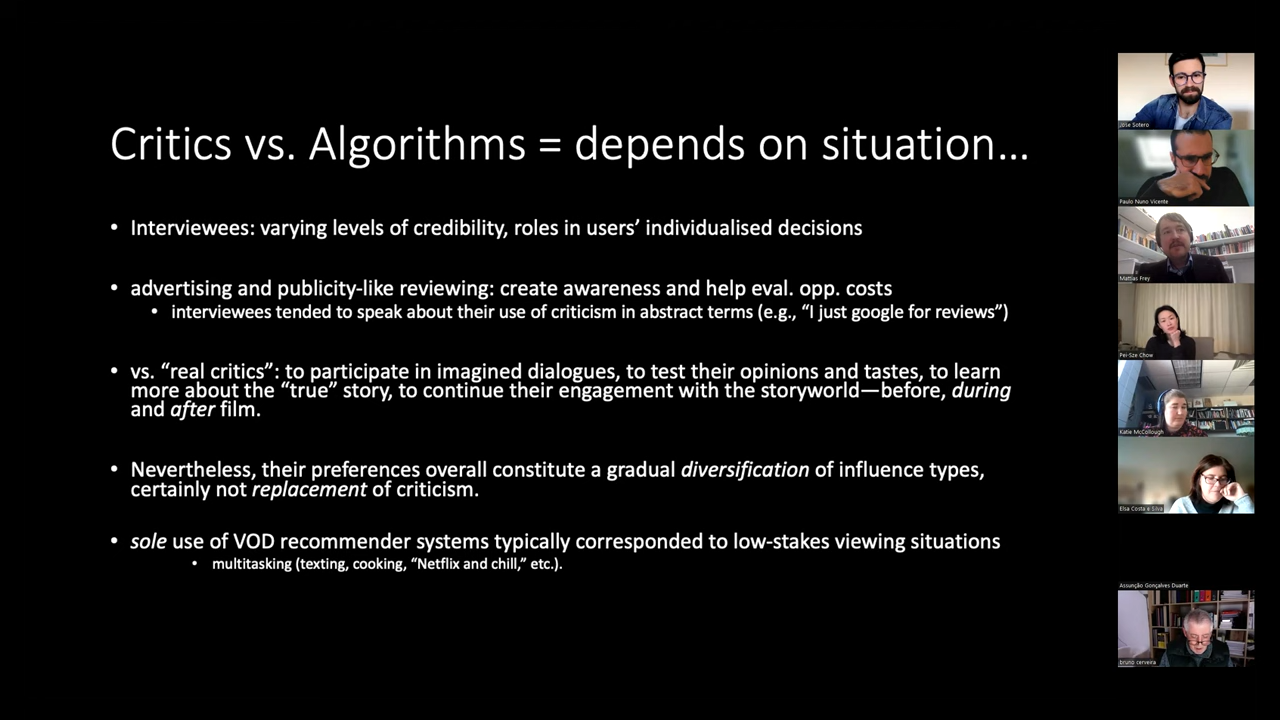 Critics vs. Algorithms = depends on situation…
• Interviewees: varying levels of credibility, roles in users’ individualised decisions
• advertising and publicity-like reviewing: create awareness and help eval. opp. costs
• interviewees tended to speak about their use of criticism in abstract terms (e.g., “I just google for reviews”)
• vs. “real critics”: to participate in imagined dialogues, to test their opinions and tastes, to learn
more about the “true” story, to continue their engagement with the storyworld—before, during
and after film.
• Nevertheless, their preferences overall constitute a gradual diversification of influence types,
certainly not replacement of criticism.
• sole use of VOD recommender systems typically corresponded to low-stakes viewing situations
• multitasking (texting, cooking, “Netflix and chill,” etc.).
Jose Sotero
Paulo Nuno Vicente
Mattias Frey
Pei-Sze Chow
Katie McCollough
Elsa Costa e Silva
Assunção Gonçalves Duarte
bruno cerveira